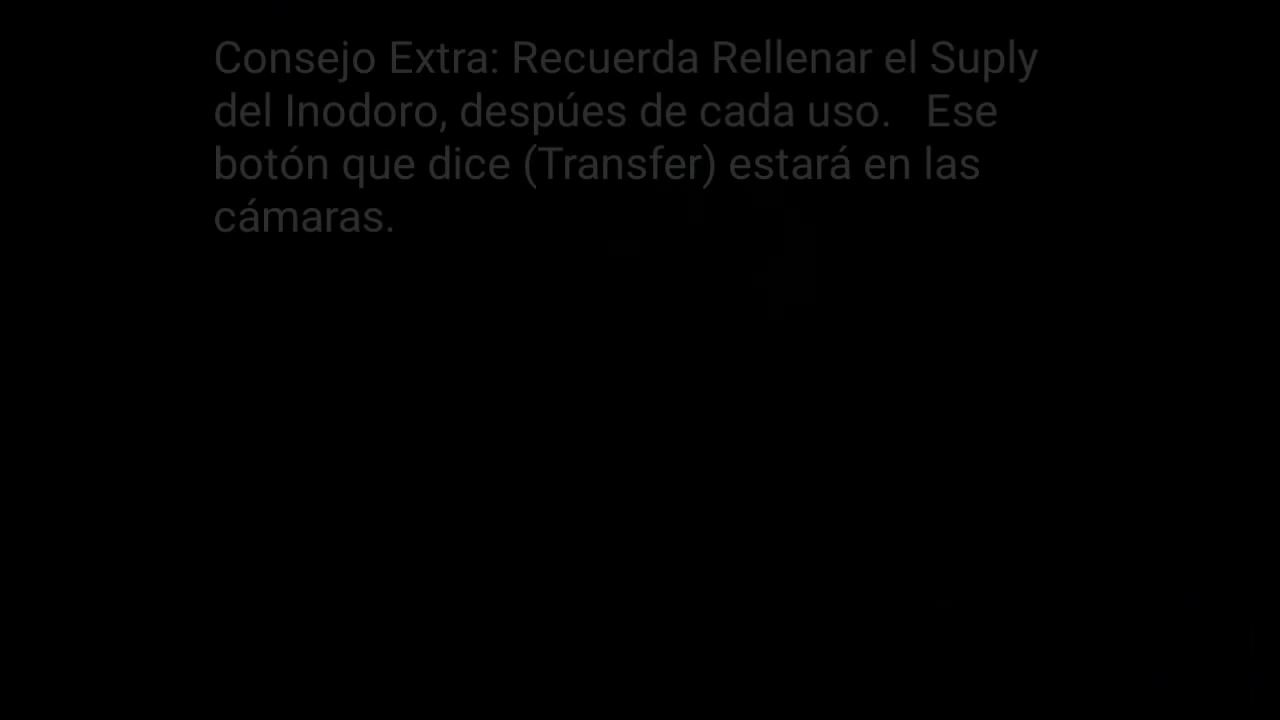 Consejo Extra: Recuerda Rellenar el Suply
del Inodoro, despúes de cada uso.   Ese
botón que dice (Transfer) estará en las
cámaras.